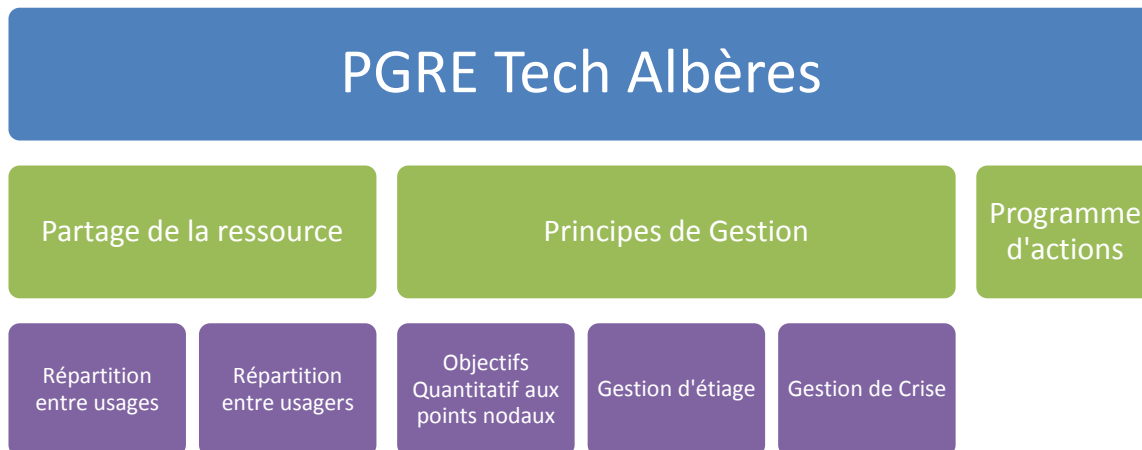 PGRE Tech Albères
Partage de la ressource
Principes de Gestion
Programme
d'actions
Répartition
entre usages
Répartition
entre usagers
Objectifs
Quantitatif aux
points nodaux
Gestion d'étiage
Gestion de Crise